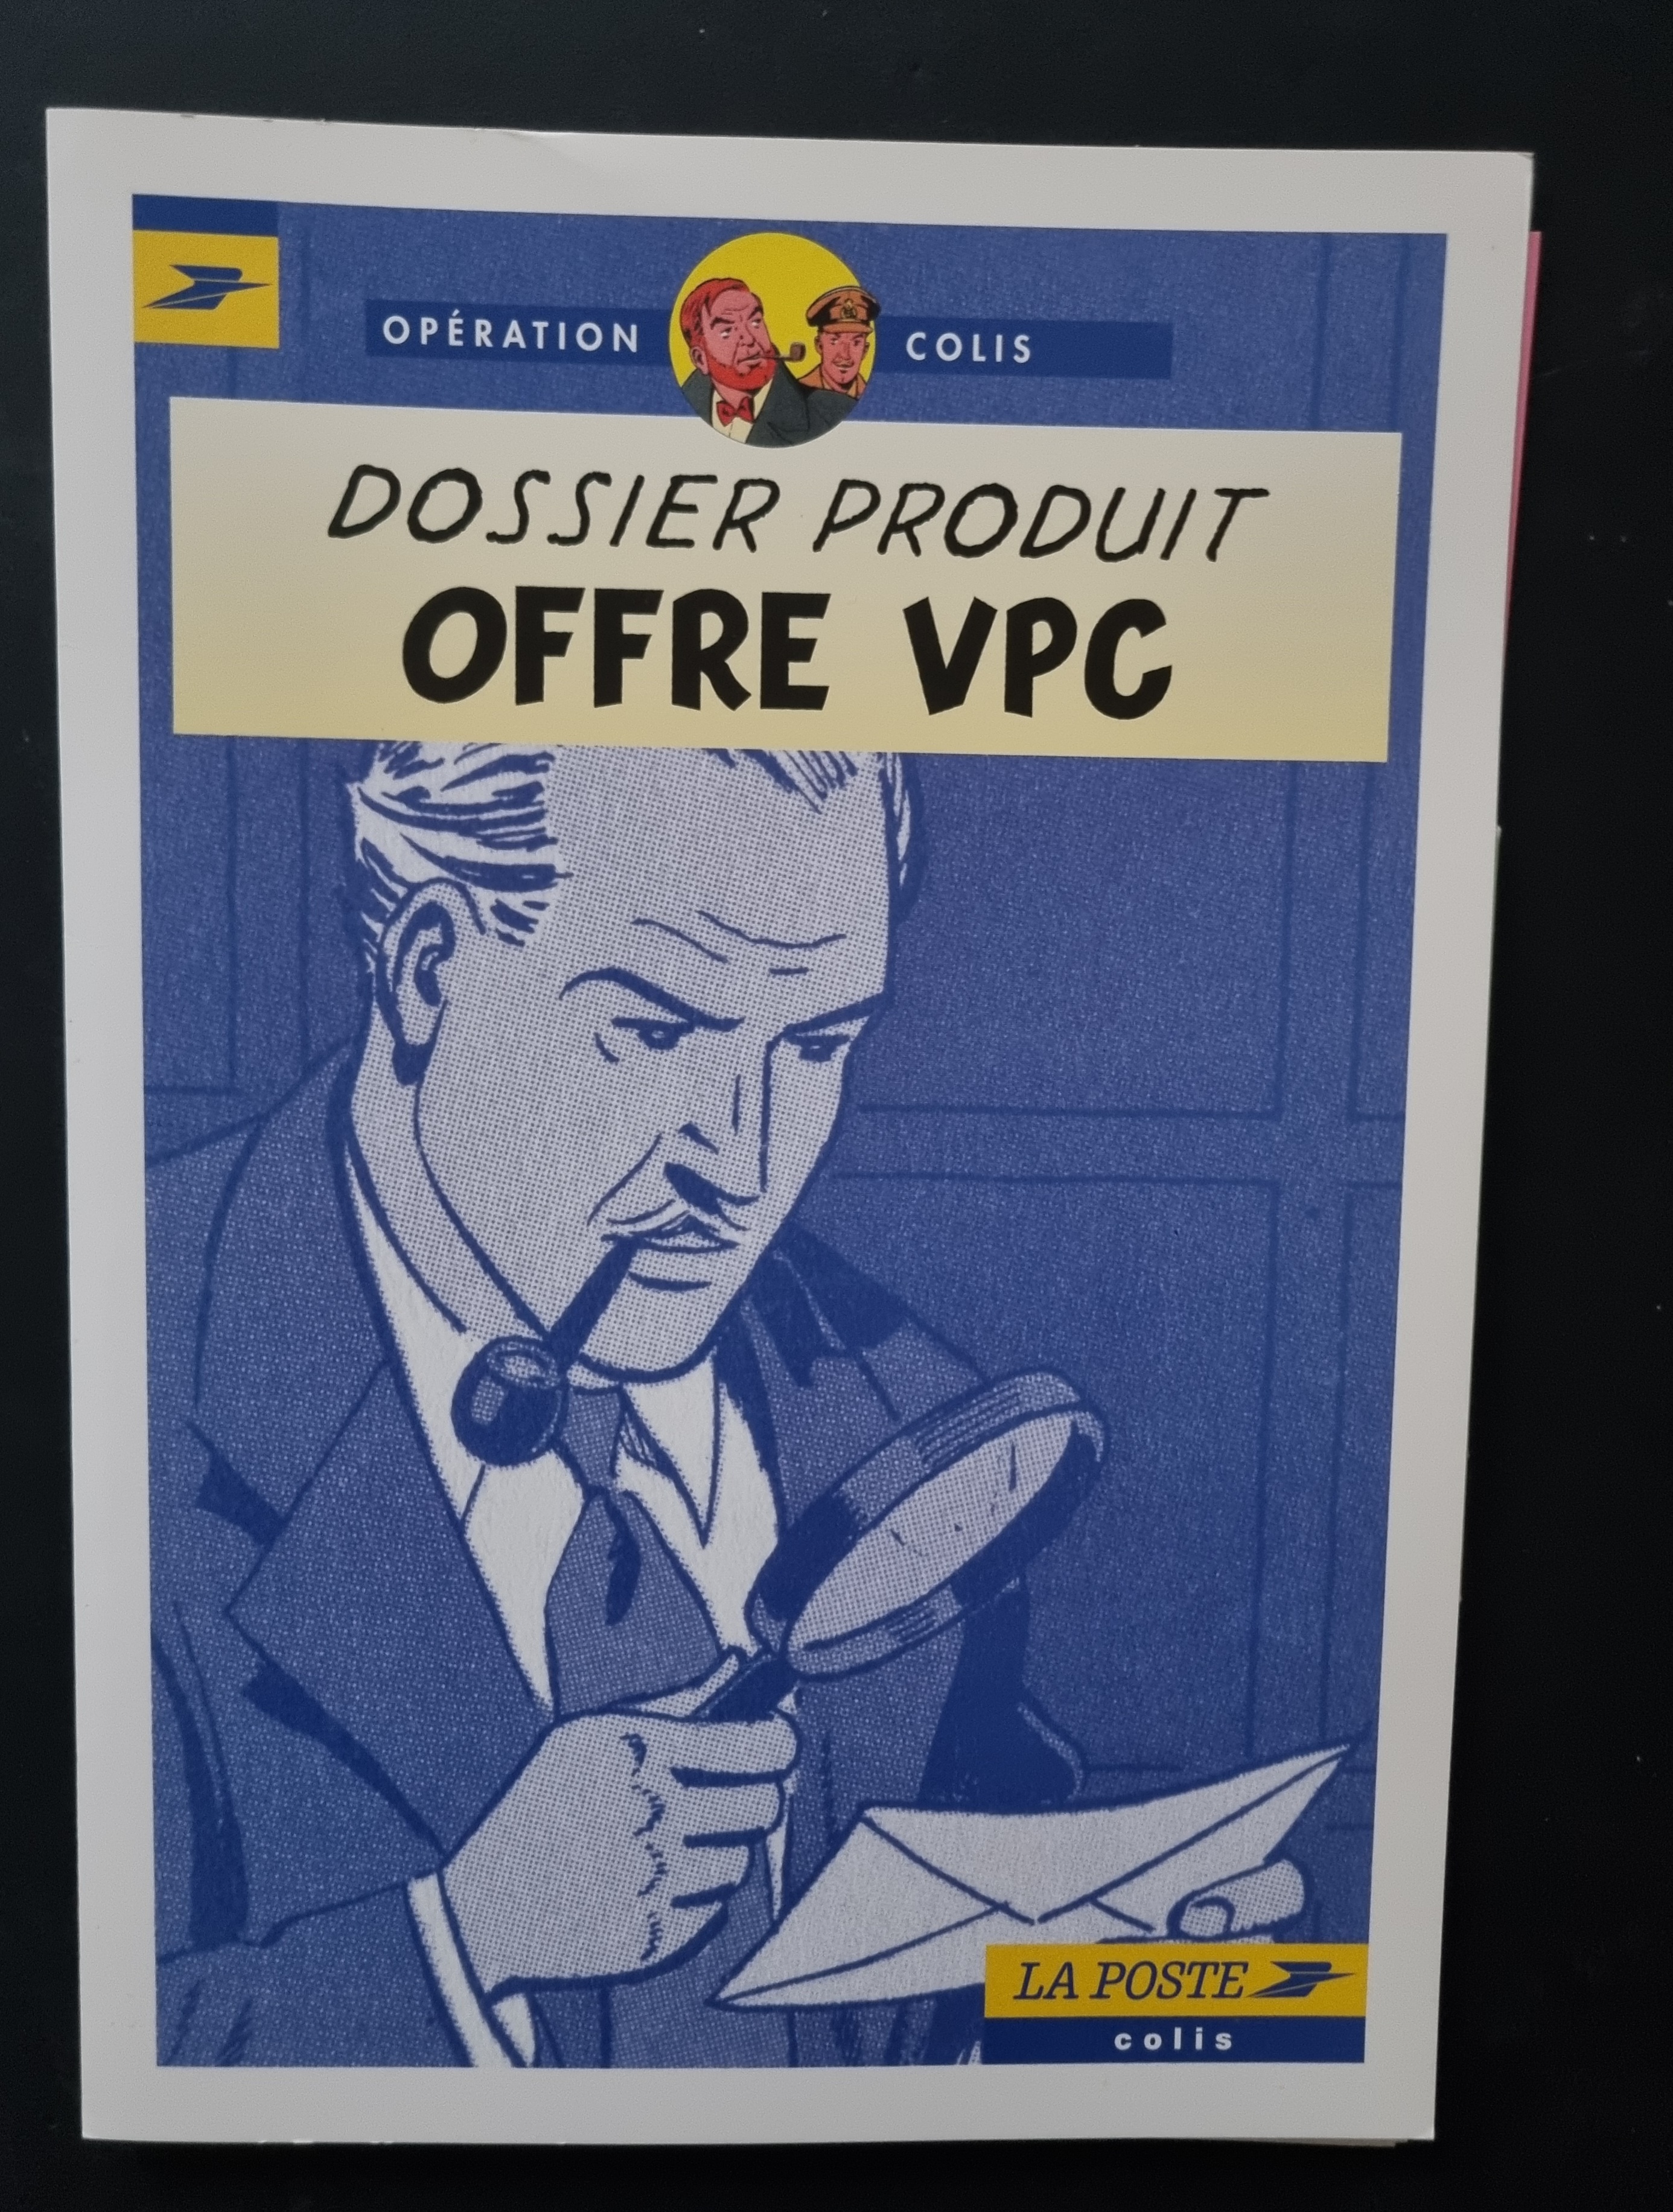 OPÉRATION COLIS
DOSSIER PRODUIT
OFFRE VPC
LA POSTE
colis